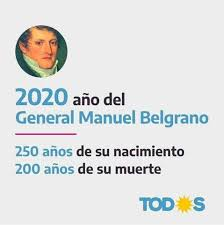 2020 año del
General Manuel Belgrano
250 años de su nacimiento
200 años de su muerte
TODOS